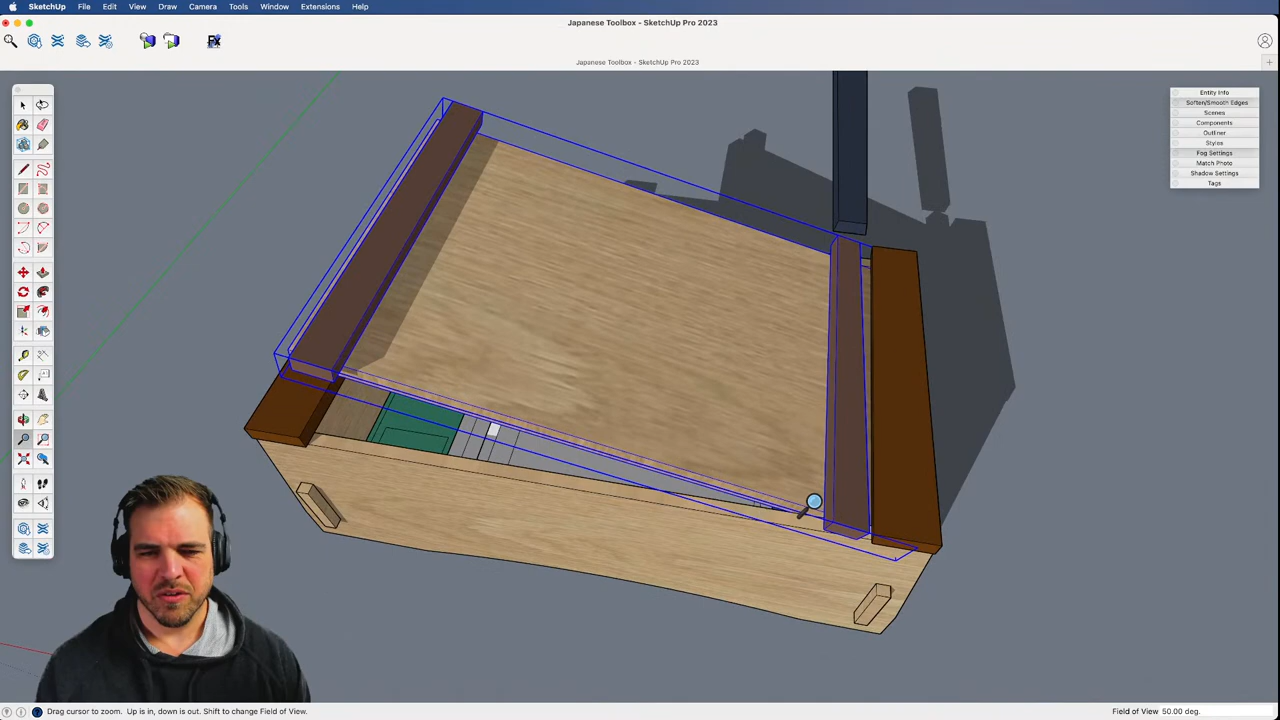 SketchUp File Edit View Draw Camera Tools Window Extensions Help
Japanese Toolbox - SketchUp Pro 2023
Japanese Toolbox - SketchUp Pro 2023
Entity Info
Soften/Smooth Edges
Scenes
Components
Outliner
Styles
Fog Settings
Match Photo
Shadow Settings
Tags
Drag cursor to zoom. Up is in, down is out. Shift to change Field of View. Field of View 50.00 deg.